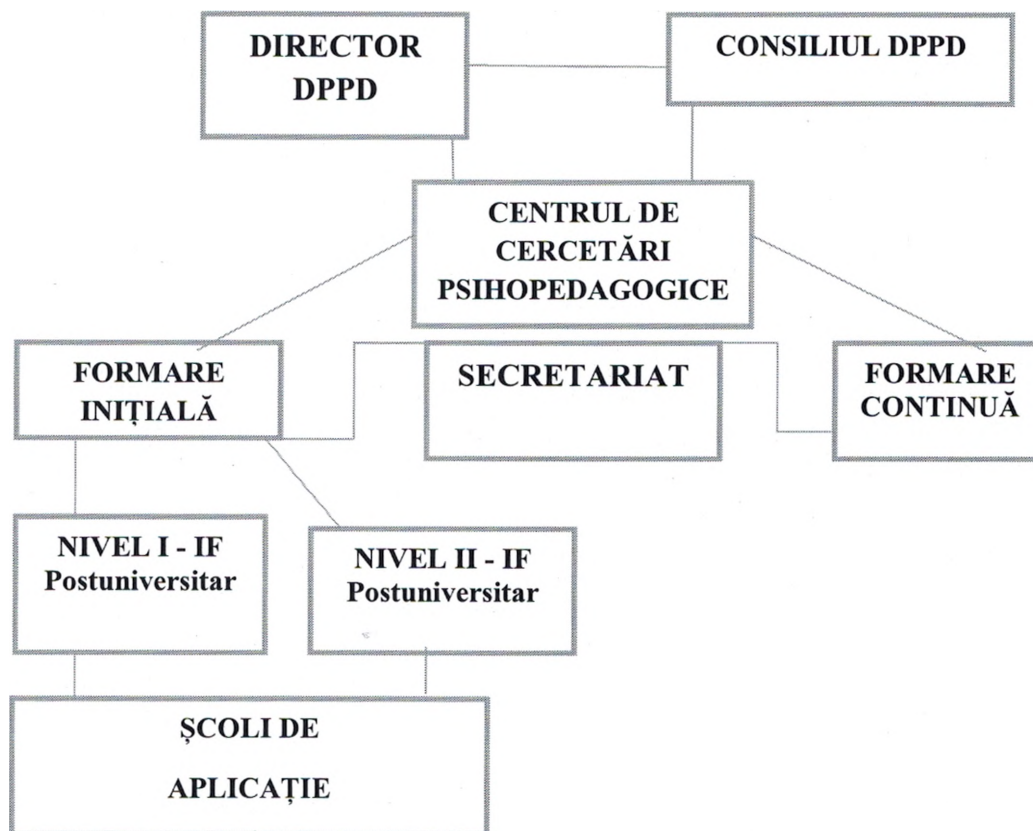 DIRECTOR
DPPD
CONSILIUL DPPD
CENTRUL DE
CERCETĂRI
PSIHOPEDAGOGICE
FORMARE
INIȚIALĂ
SECRETARIAT
FORMARE
CONTINUĂ
NIVEL I - IF
Postuniversitar
NIVEL II - IF
Postuniversitar
ȘCOLI DE
APLICAȚIE